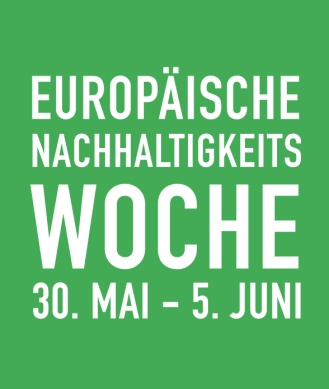 EUROPÄISCHE
NACHHALTIGKEITS
WOCHE
30. MAI – 5. JUNI